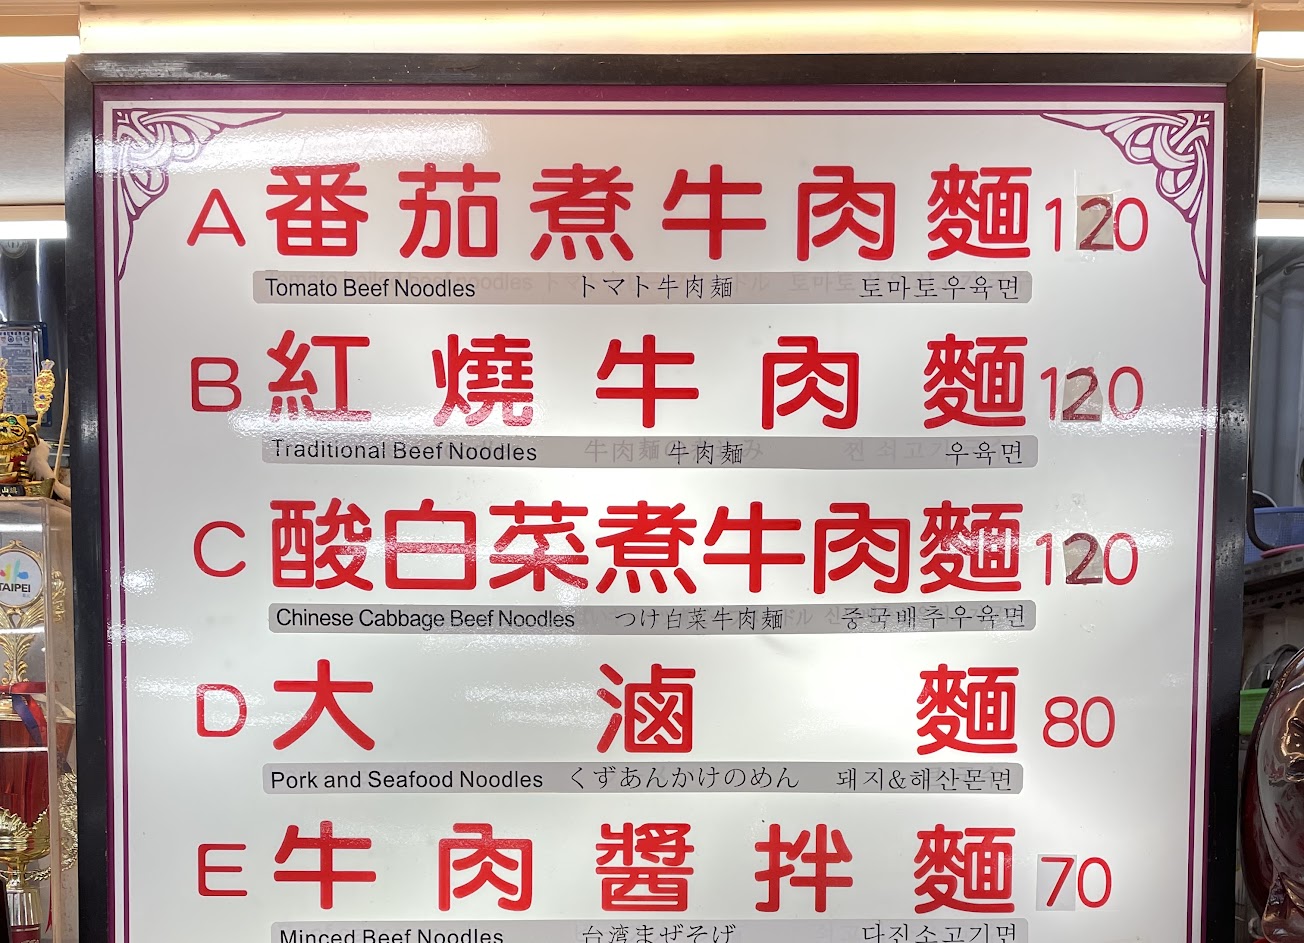 A 番茄煮牛肉麵 120
Tomato Beef Noodles トマト牛肉麺 토마토우육면
B 紅燒牛肉麵 120
Traditional Beef Noodles 牛肉麺 우육면
C 酸白菜煮牛肉麵 120
Chinese Cabbage Beef Noodles つけ白菜牛肉麺 중국배추우육면
D 大滷麵 80
Pork and Seafood Noodles くずあんかけのめん 돼지&해산몬면
E 牛肉醬拌麵 70
Minced Beef Noodles 台湾まぜそば 다진소고기면
TAIPEI